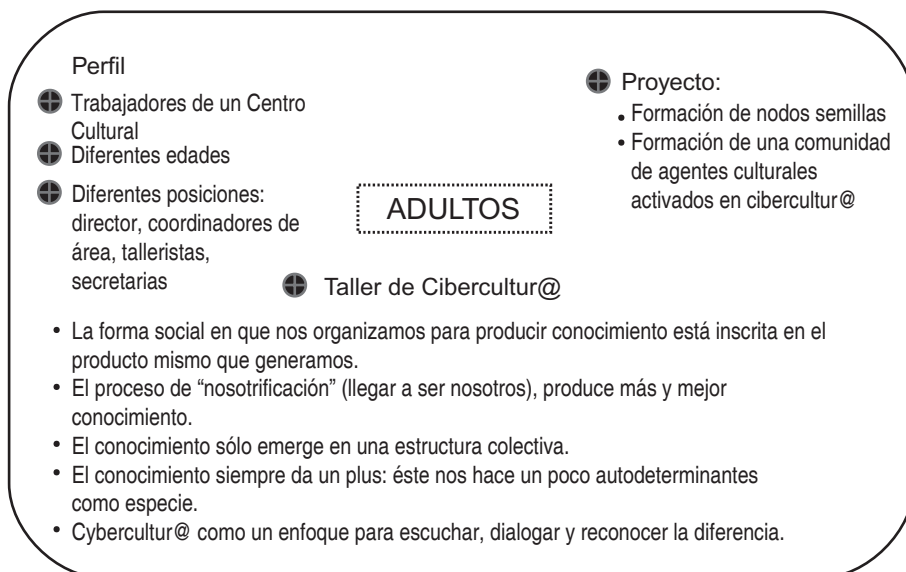 Perfil
Trabajadores de un Centro
Cultural
Diferentes edades
Diferentes posiciones:
director, coordinadores de
área, talleristas,
secretarias
Proyecto:
• Formación de nodos semillas
• Formación de una comunidad
de agentes culturales
activados en cibercultur@
ADULTOS
Taller de Cibercultur@
• La forma social en que nos organizamos para producir conocimiento está inscrita en el
producto mismo que generamos.
• El proceso de “nosotrificación” (llegar a ser nosotros), produce más y mejor
conocimiento.
• El conocimiento sólo emerge en una estructura colectiva.
• El conocimiento siempre da un plus: éste nos hace un poco autodeterminantes
como especie.
• Cybercultur@ como un enfoque para escuchar, dialogar y reconocer la diferencia.